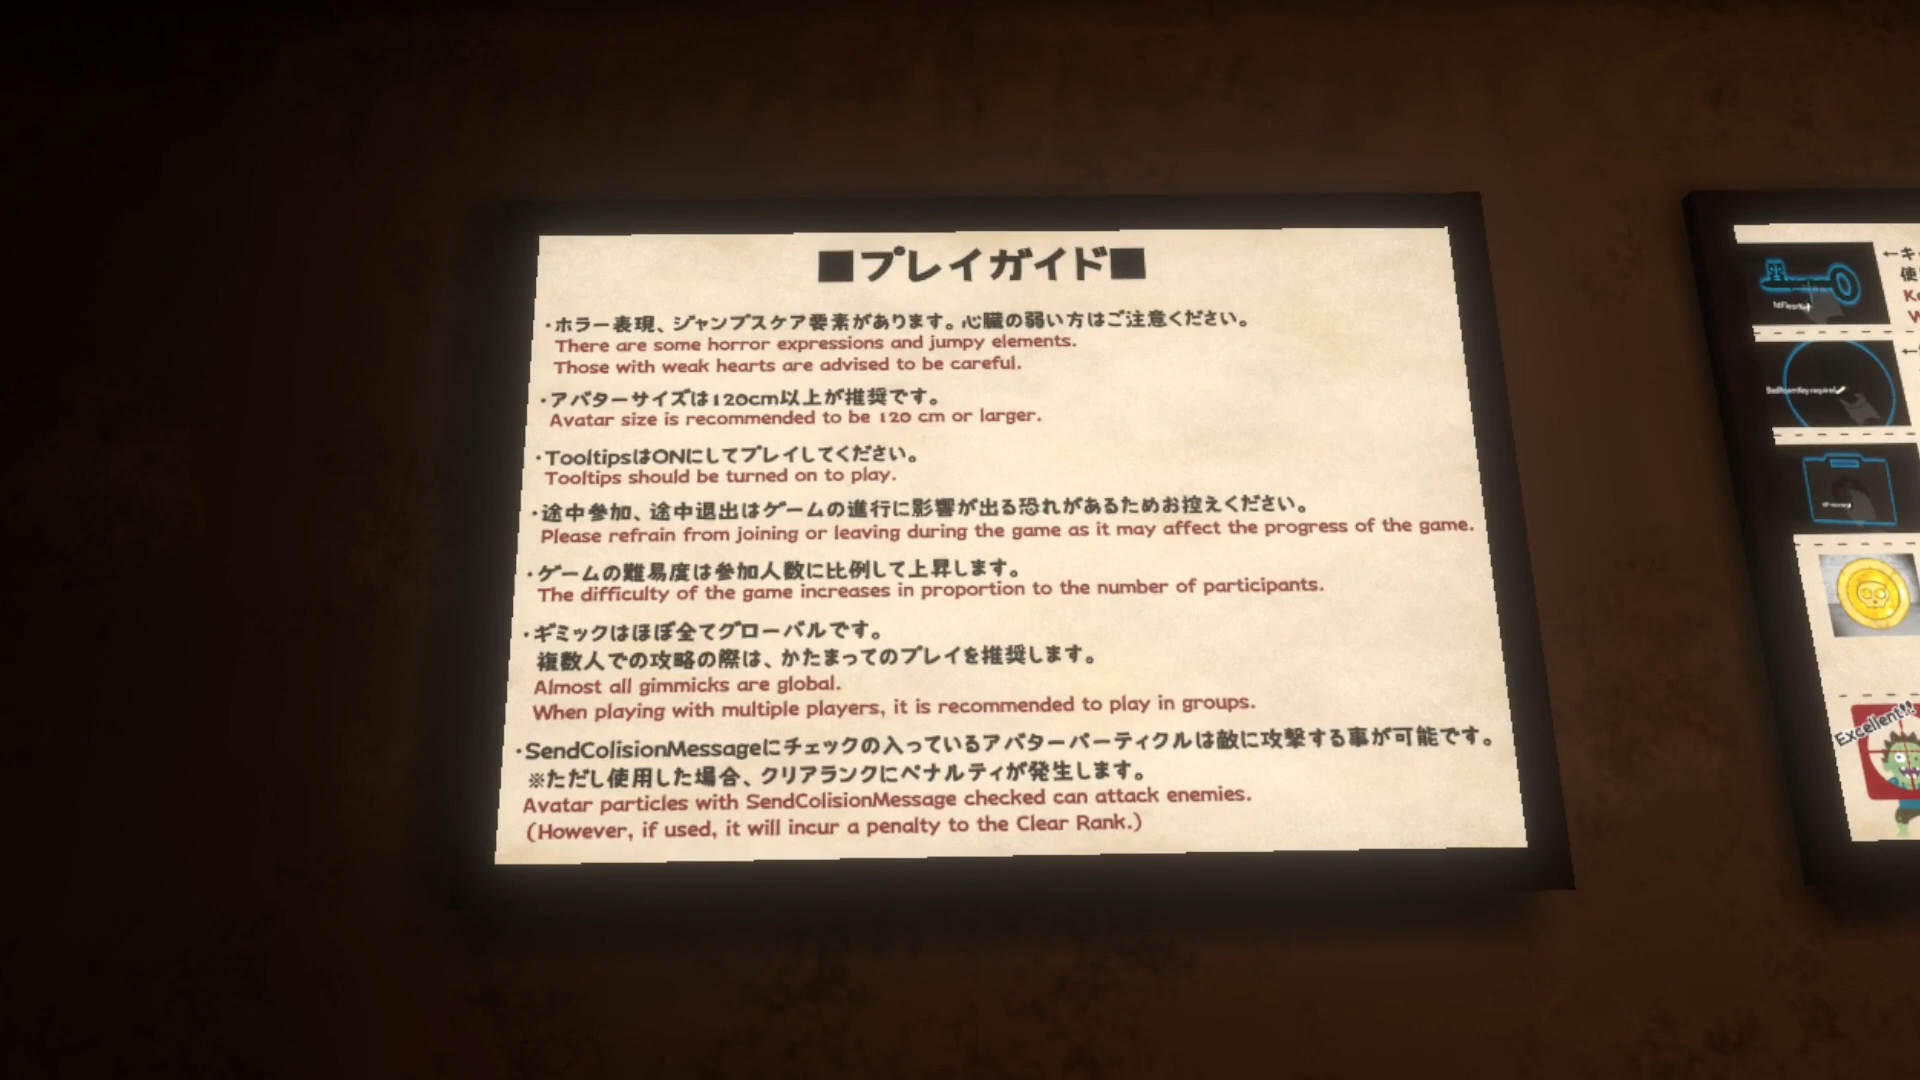 ■プレイガイド■
・ホラー表現、ジャンプスケア要素があります。心臓の弱い方はご注意ください。
There are some horror expressions and jumpy elements.
Those with weak hearts are advised to be careful.
・アバターサイズは120cm以上が推奨です。
Avatar size is recommended to be 120 cm or larger.
・TooltipsはONにしてプレイしてください。
Tooltips should be turned on to play.
・途中参加、途中退出はゲームの進行に影響が出る恐れがあるためお控えください。
Please refrain from joining or leaving during the game as it may affect the progress of the game.
・ゲームの難易度は参加人数に比例して上昇します。
The difficulty of the game increases in proportion to the number of participants.
・ギミックはほぼ全てグローバルです。
複数人での攻略の際は、かたまってのプレイを推奨します。
Almost all gimmicks are global.
When playing with multiple players, it is recommended to play in groups.
・SendColisionMessageにチェックの入っているアバターパーティクルは敵に攻撃する事が可能です。
※ただし使用した場合、クリアランクにペナルティが発生します。
Avatar particles with SendColisionMessage checked can attack enemies.
(However, if used, it will incur a penalty to the Clear Rank.)
←キ
使
Excellent!!